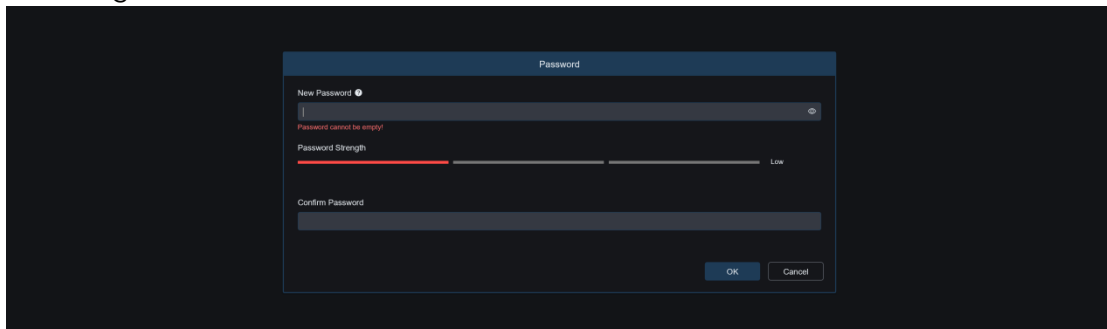 Password
New Password
Password cannot be empty!
Password Strength
Low
Confirm Password
OK
Cancel